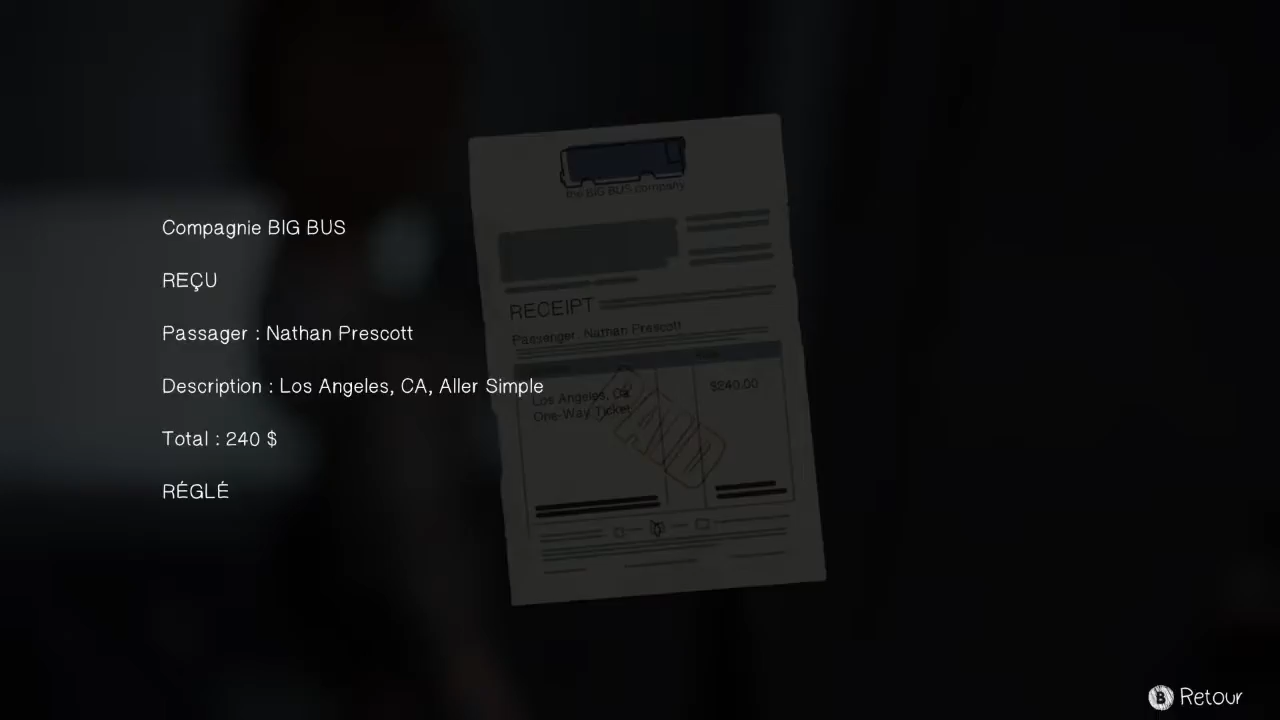 Compagnie BIG BUS
REÇU
Passager : Nathan Prescott
Description : Los Angeles, CA, Aller Simple
Total : 240 $
RÉGLÉ
the BIG BUS company
RECEIPT
Passenger: Nathan Prescott
Los Angeles, CA
One-Way Ticket
$240.00
PAID
B Retour